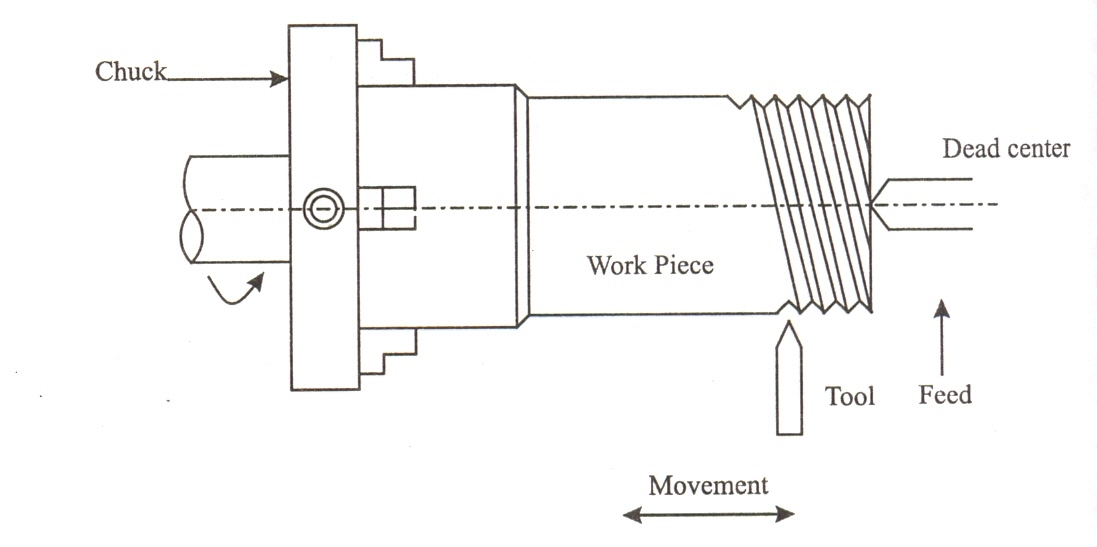 Chuck
Dead center
Work Piece
Tool
Feed
Movement